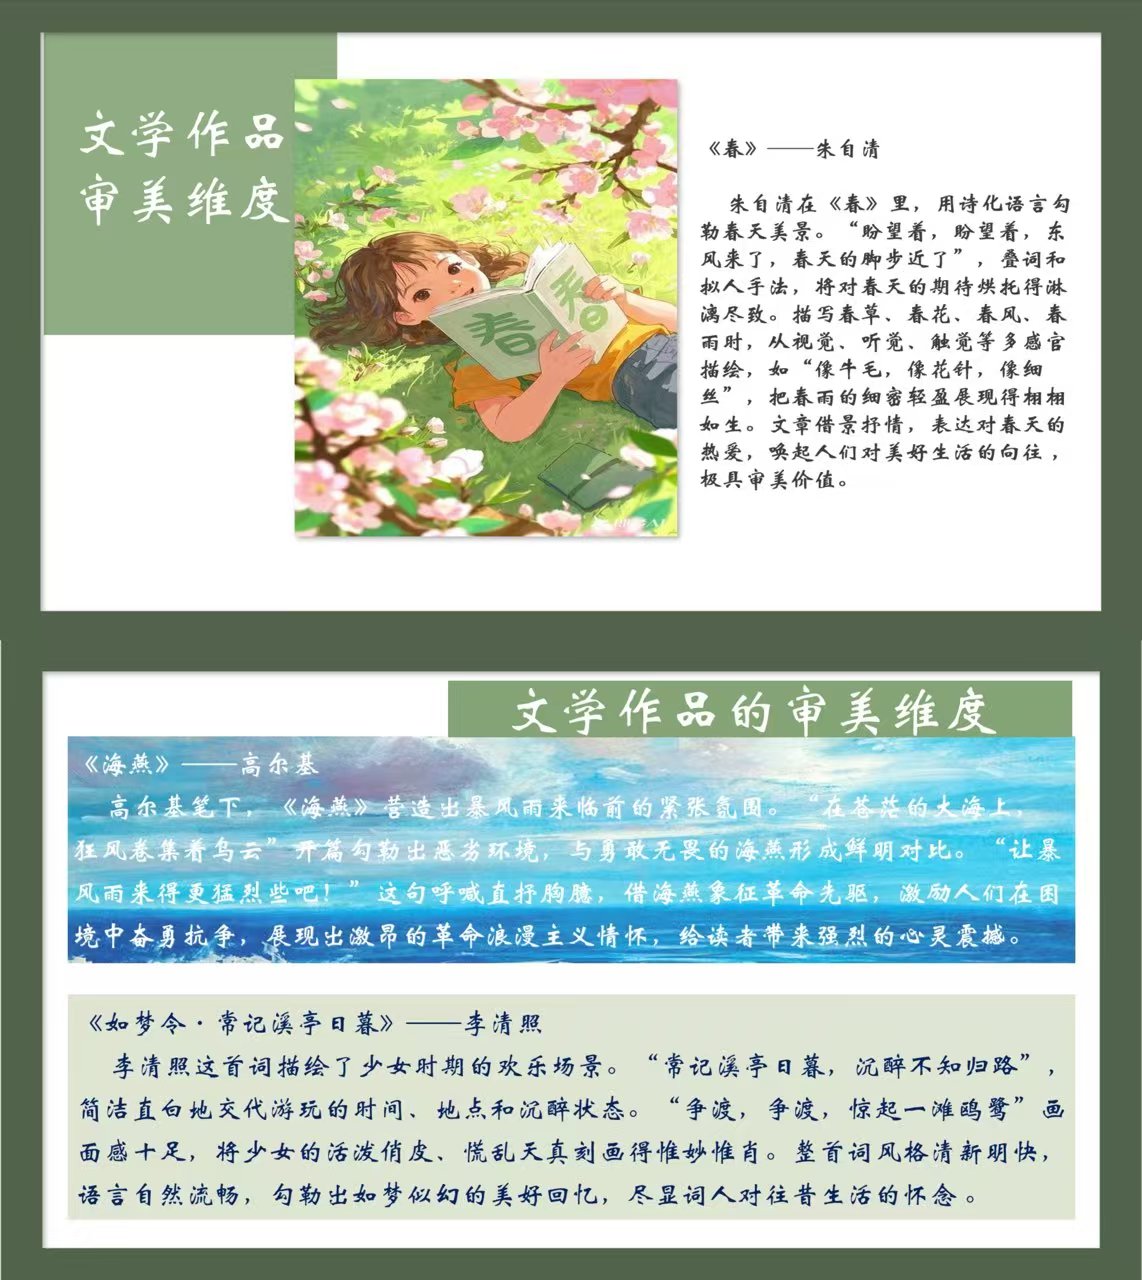 文学作品
审美维度
春
春
《春》——朱自清
朱自清在《春》里，用诗化语言勾
勒春天美景。“盼望着，盼望着，东
风来了，春天的脚步近了”，叠词和
拟人手法，将对春天的期待烘托得淋
漓尽致。描写春草、春花、春风、春
雨时，从视觉、听觉、触觉等多感官
描绘，如“像牛毛，像花针，像细
丝”，把春雨的细密轻盈展现得栩栩
如生。文章借景抒情，表达对春天的
热爱，唤起人们对美好生活的向往，
极具审美价值。
文学作品的审美维度
《海燕》——高尔基
高尔基笔下，《海燕》营造出暴风雨来临前的紧张氛围。“在苍茫的大海上，
狂风卷集着乌云”开篇勾勒出恶劣环境，与勇敢无畏的海燕形成鲜明对比。“让暴
风雨来得更猛烈些吧！”这句呼喊直抒胸臆，借海燕象征革命先驱，激励人们在困
境中奋勇抗争，展现出激昂的革命浪漫主义情怀，给读者带来强烈的心灵震撼。
《如梦令·常记溪亭日暮》——李清照
李清照这首词描绘了少女时期的欢乐场景。“常记溪亭日暮，沉醉不知归路”，
简洁直白地交代游玩的时间、地点和沉醉状态。“争渡，争渡，惊起一滩鸥鹭”画
面感十足，将少女的活泼俏皮、慌乱天真刻画得惟妙惟肖。整首词风格清新明快，
语言自然流畅，勾勒出如梦似幻的美好回忆，尽显词人对往昔生活的怀念。